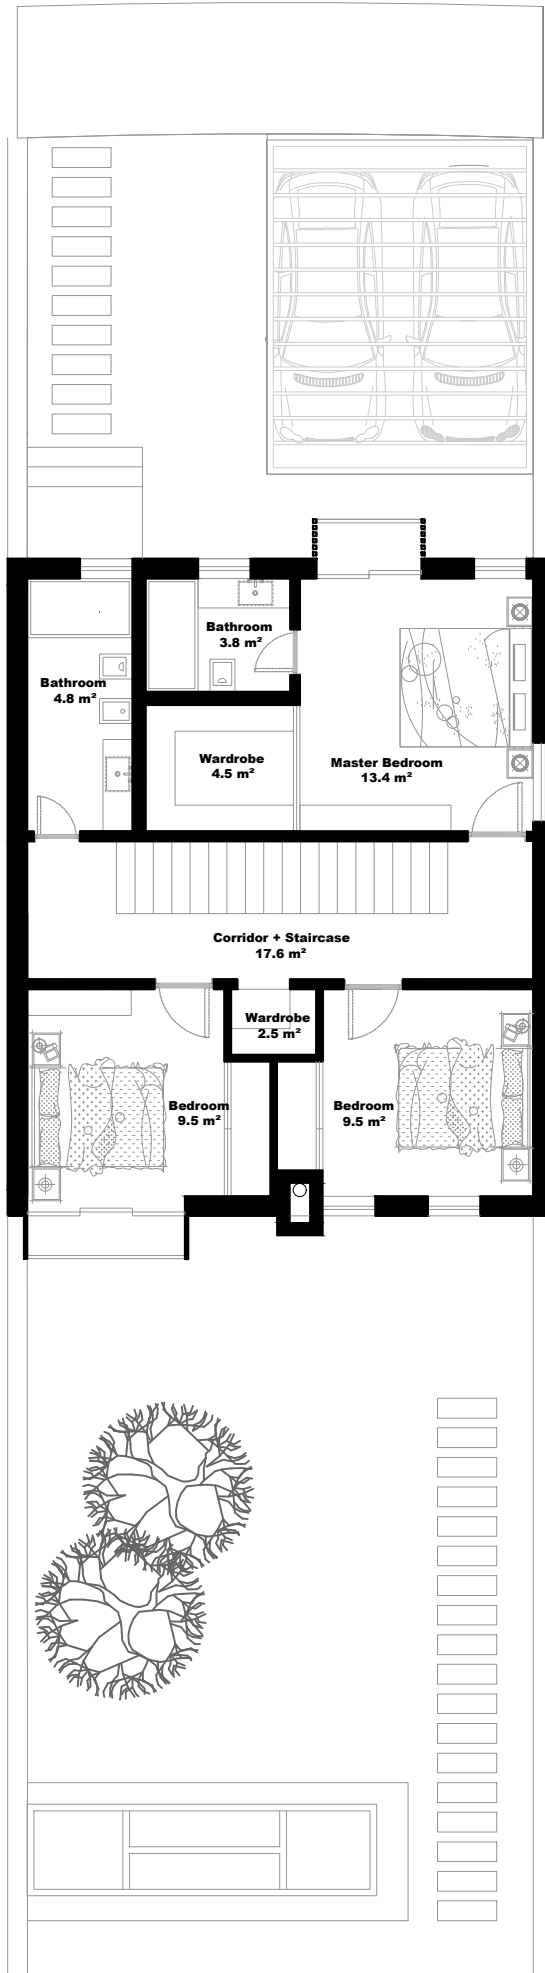 Bathroom
3.8 m²
Bathroom
4.8 m²
Wardrobe
4.5 m²
Master Bedroom
13.4 m²
Corridor + Staircase
17.6 m²
Wardrobe
2.5 m²
Bedroom
9.5 m²
Bedroom
9.5 m²